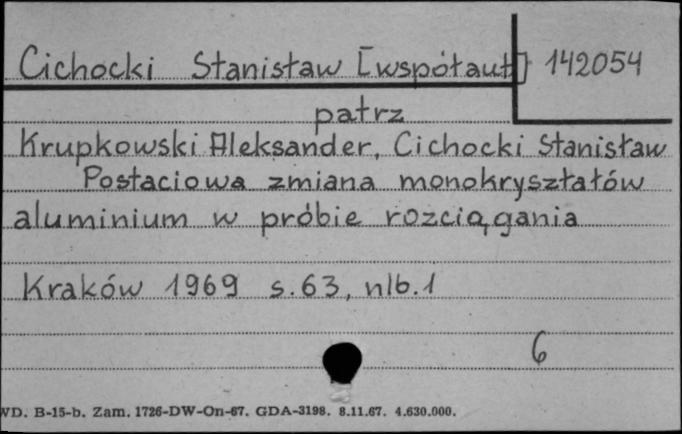 Cichocki Stanisław [współaut] 142054
patrz
Krupkowski Aleksander, Cichocki Stanisław
Postaciowa zmiana monokryształów
aluminium w próbie rozciągania
Kraków 1969 s.63, nlb.1
6
WD. B-15-b. Zam. 1726-DW-On-67. GDA-3198. 8.11.67. 4.630.000.